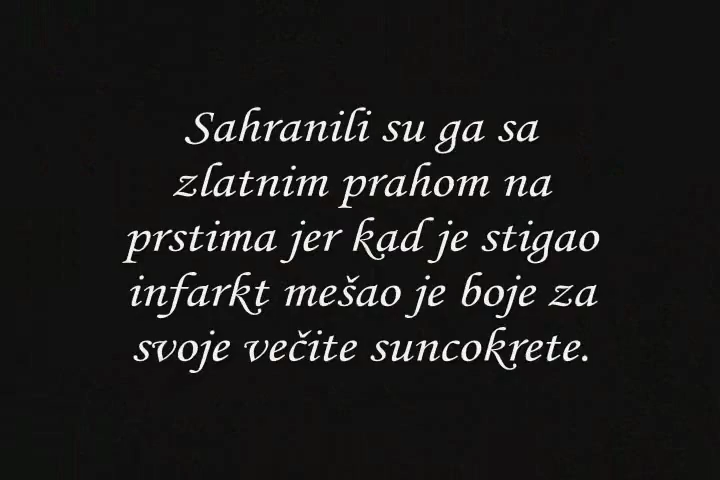 Sahranili su ga sa
zlatnim prahom na
prstima jer kad je stigao
infarkt mešao je boje za
svoje večite suncokrete.